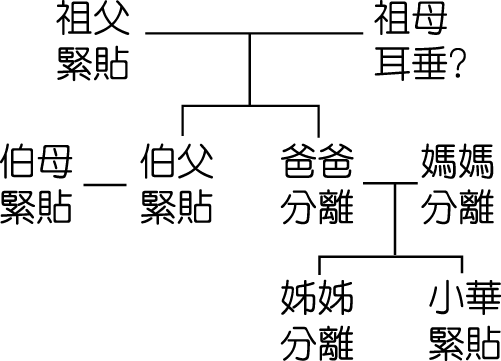 祖父 祖母
緊貼 耳垂?
伯母 伯父 爸爸 媽媽
緊貼 緊貼 分離 分離
姊姊 小華
分離 緊貼